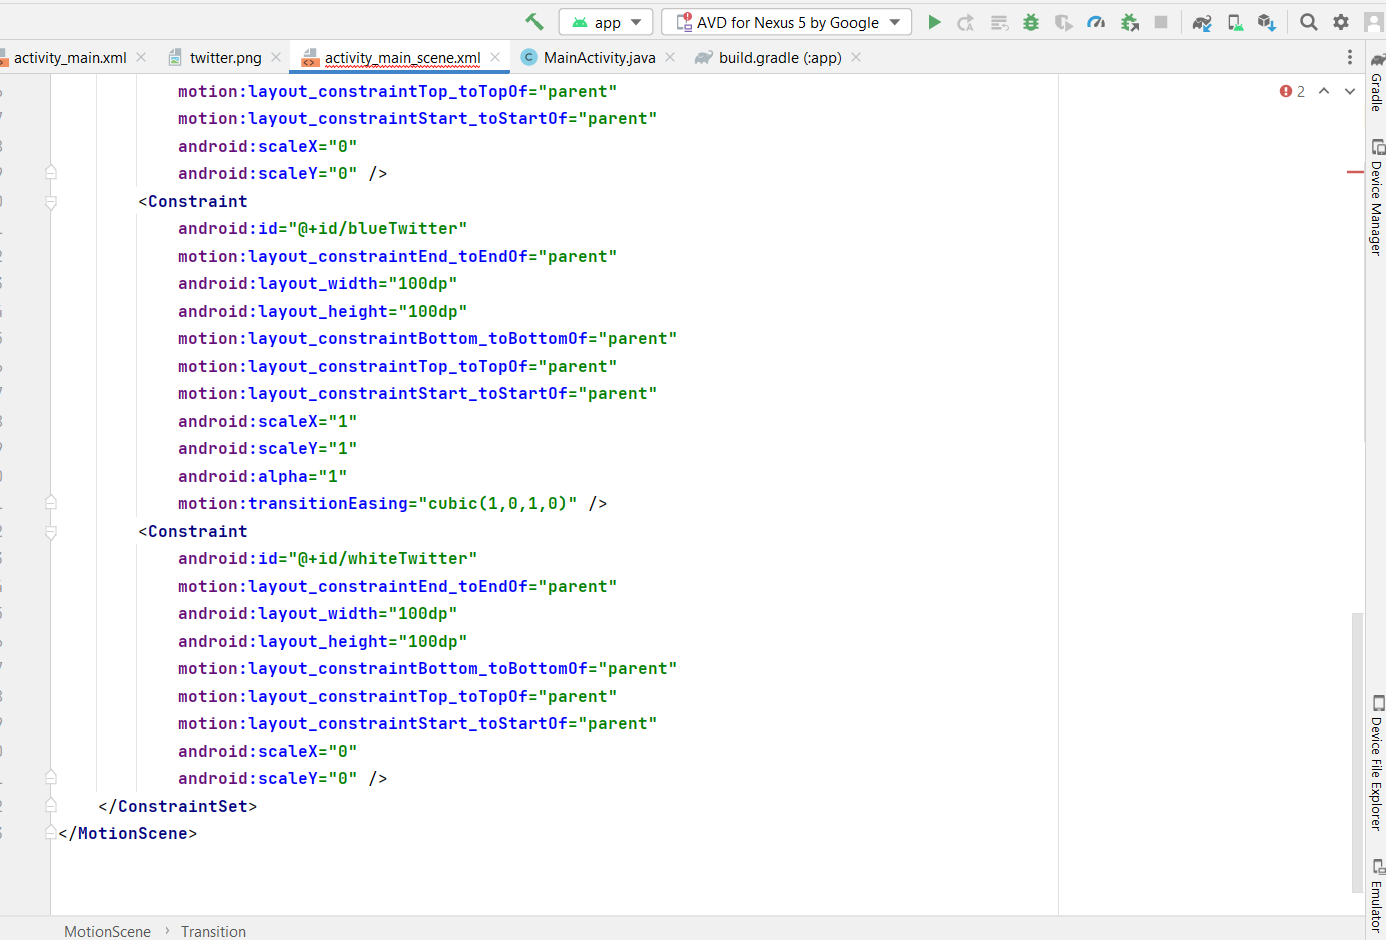 app
AVD for Nexus 5 by Google
activity_main.xml
twitter.png
activity_main_scene.xml
C
MainActivity.java
build.gradle (:app)
motion:layout_constraintTop_toTopOf="parent"
2
motion:layout_constraintStart_toStartOf="parent"
android:scaleX="0"
android:scaleY="0" />
<Constraint
android:id="@+id/blueTwitter"
motion:layout_constraintEnd_toEndOf="parent"
android:layout_width="100dp"
android:layout_height="100dp"
motion:layout_constraintBottom_toBottomOf="parent"
motion:layout_constraintTop_toTopOf="parent"
motion:layout_constraintStart_toStartOf="parent"
android:scaleX="1"
android:scaleY="1"
android:alpha="1"
motion:transitionEasing="cubic(1,0,1,0)" />
<Constraint
android:id="@+id/whiteTwitter"
motion:layout_constraintEnd_toEndOf="parent"
android:layout_width="100dp"
android:layout_height="100dp"
motion:layout_constraintBottom_toBottomOf="parent"
motion:layout_constraintTop_toTopOf="parent"
motion:layout_constraintStart_toStartOf="parent"
android:scaleX="0"
android:scaleY="0" />
</ConstraintSet>
</MotionScene>
MotionScene › Transition
Gradle
Device Manager
Device File Explorer
Emulator